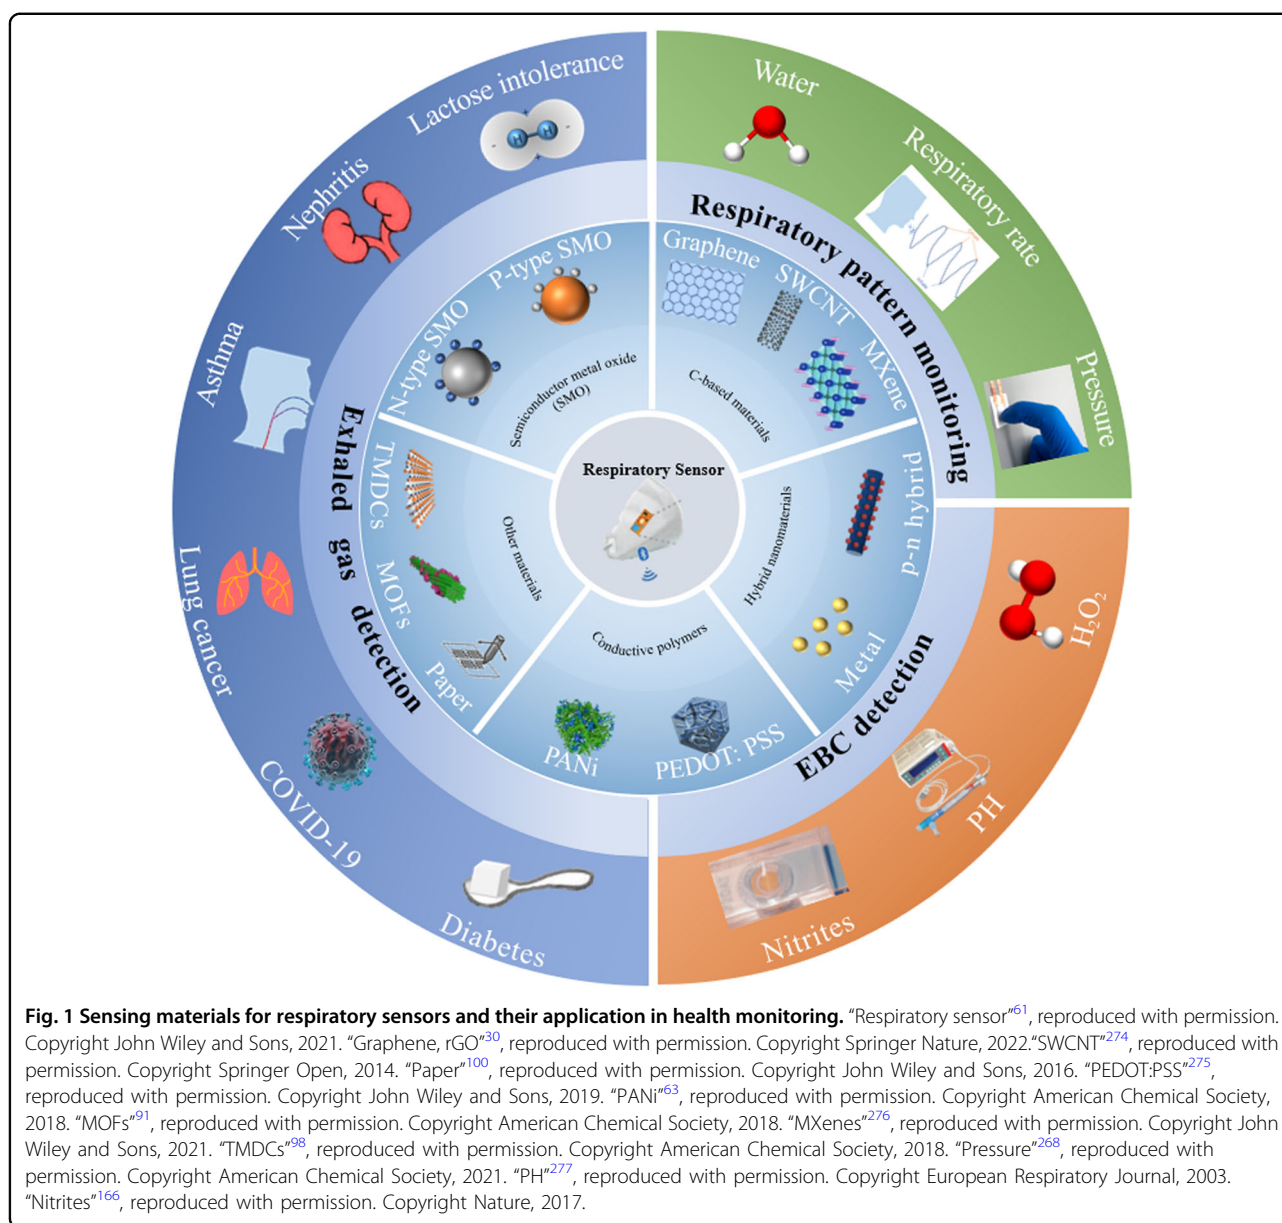 Lactose intolerance
Nephritis
Asthma
Lung cancer
COVID-19
Diabetes
Water
Respiratory rate
Pressure
H₂O₂
PH
Nitrites
Exhaled gas detection
Respiratory pattern monitoring
EBC detection
N-type SMO
P-type SMO
Semiconductor metal oxide
(SMO)
Graphene
SWCNT
MXene
C-based materials
p-n hybrid
Metal
Hybrid nanomaterials
PEDOT: PSS
PANi
Conductive polymers
Paper
MOFs
TMDCs
Other materials
Respiratory Sensor
H H
Fig. 1 Sensing materials for respiratory sensors and their application in health monitoring. “Respiratory sensor”61, reproduced with permission.
Copyright John Wiley and Sons, 2021. “Graphene, rGO”30, reproduced with permission. Copyright Springer Nature, 2022.“SWCNT”274, reproduced with
permission. Copyright Springer Open, 2014. “Paper”100, reproduced with permission. Copyright John Wiley and Sons, 2016. “PEDOT:PSS”275,
reproduced with permission. Copyright John Wiley and Sons, 2019. “PANi”63, reproduced with permission. Copyright American Chemical Society,
2018. “MOFs”91, reproduced with permission. Copyright American Chemical Society, 2018. “MXenes”276, reproduced with permission. Copyright John
Wiley and Sons, 2021. “TMDCs”98, reproduced with permission. Copyright American Chemical Society, 2018. “Pressure”268, reproduced with
permission. Copyright American Chemical Society, 2021. “PH”277, reproduced with permission. Copyright European Respiratory Journal, 2003.
“Nitrites”166, reproduced with permission. Copyright Nature, 2017.